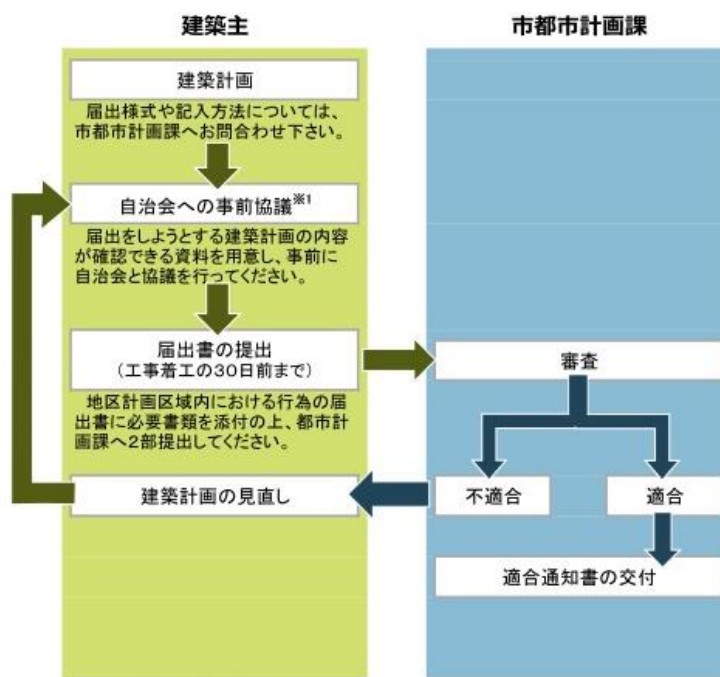 建築主
市都市計画課
建築計画
届出様式や記入方法については、
市都市計画課へお問合わせ下さい。
自治会への事前協議※1
届出をしようとする建築計画の内容
が確認できる資料を用意し、事前に
自治会と協議を行ってください。
届出書の提出
(工事着工の30日前まで)
審査
地区計画区域内における行為の届
出書に必要書類を添付の上、都市計
画課へ2部提出してください。
建築計画の見直し
不適合
適合
適合通知書の交付